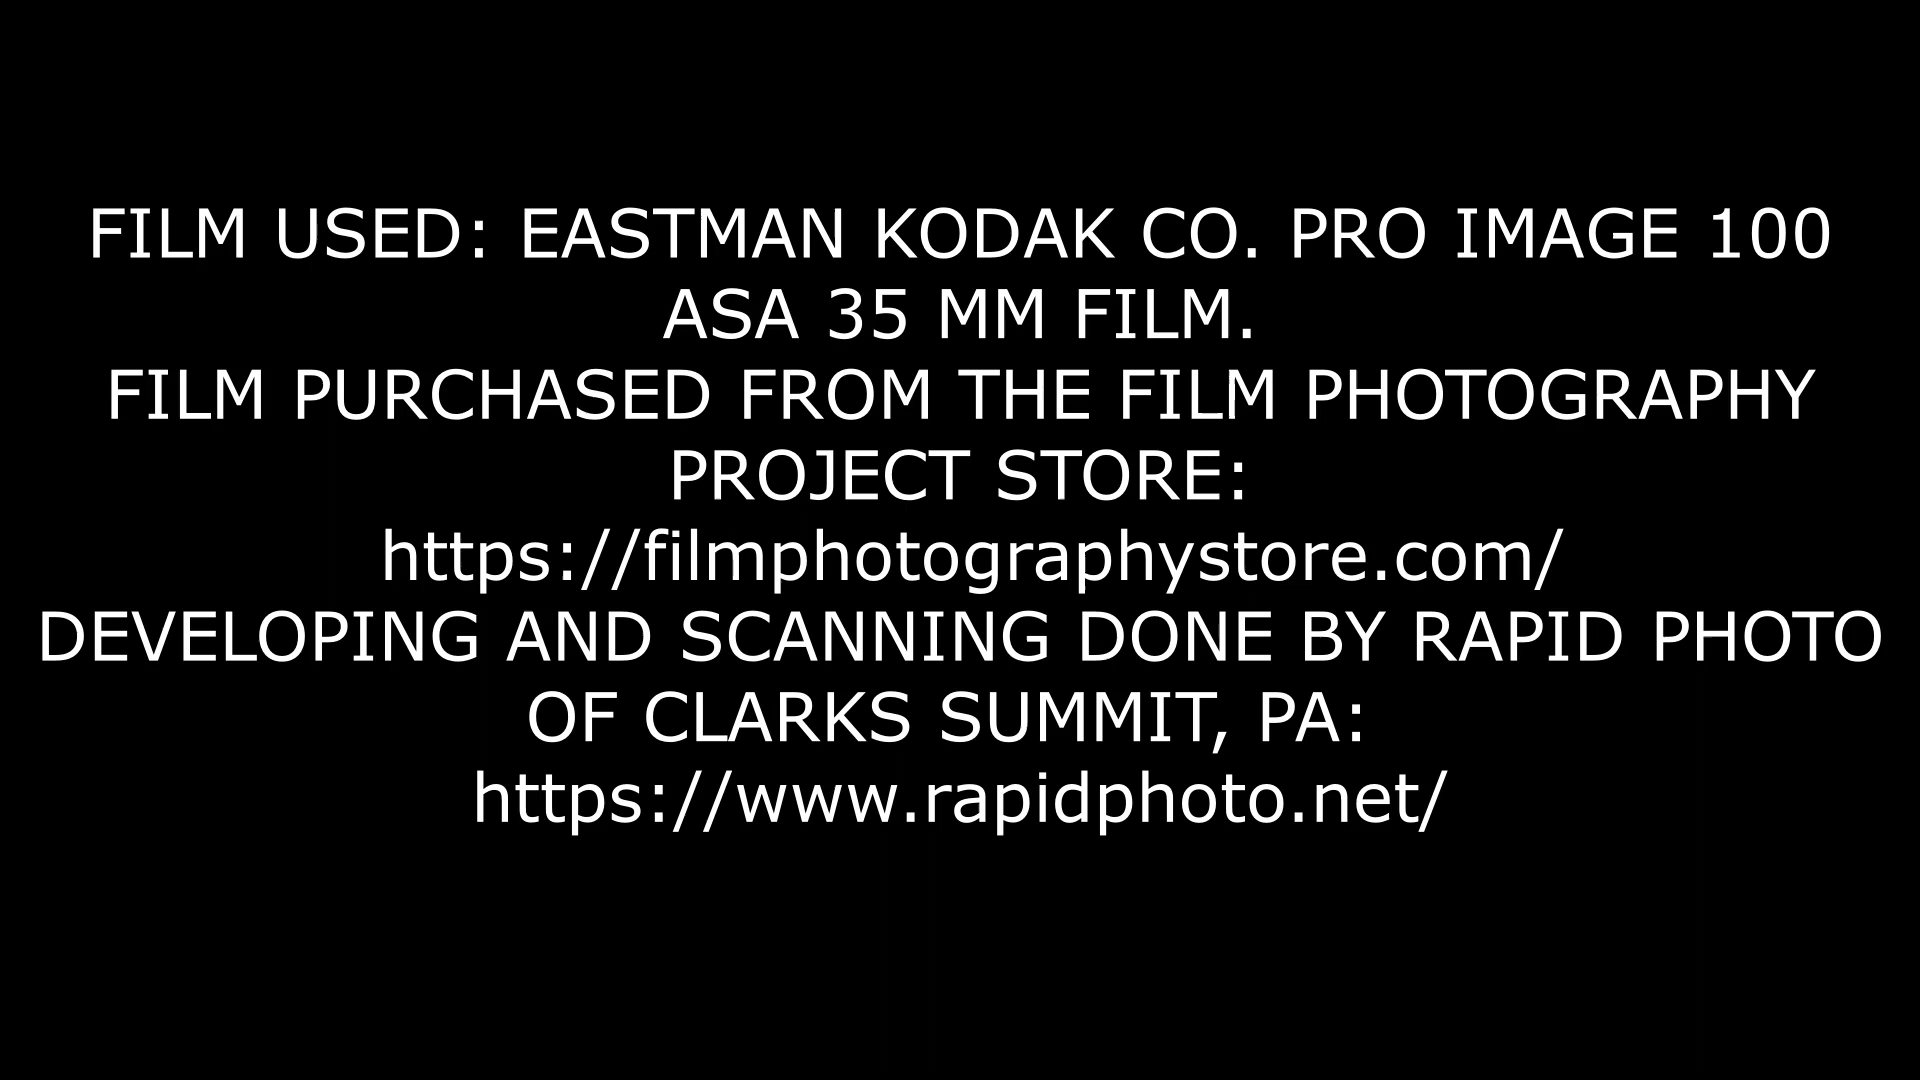 FILM USED: EASTMAN KODAK CO. PRO IMAGE 100
ASA 35 MM FILM.
FILM PURCHASED FROM THE FILM PHOTOGRAPHY
PROJECT STORE:
https://filmphotographystore.com/
DEVELOPING AND SCANNING DONE BY RAPID PHOTO
OF CLARKS SUMMIT, PA:
https://www.rapidphoto.net/